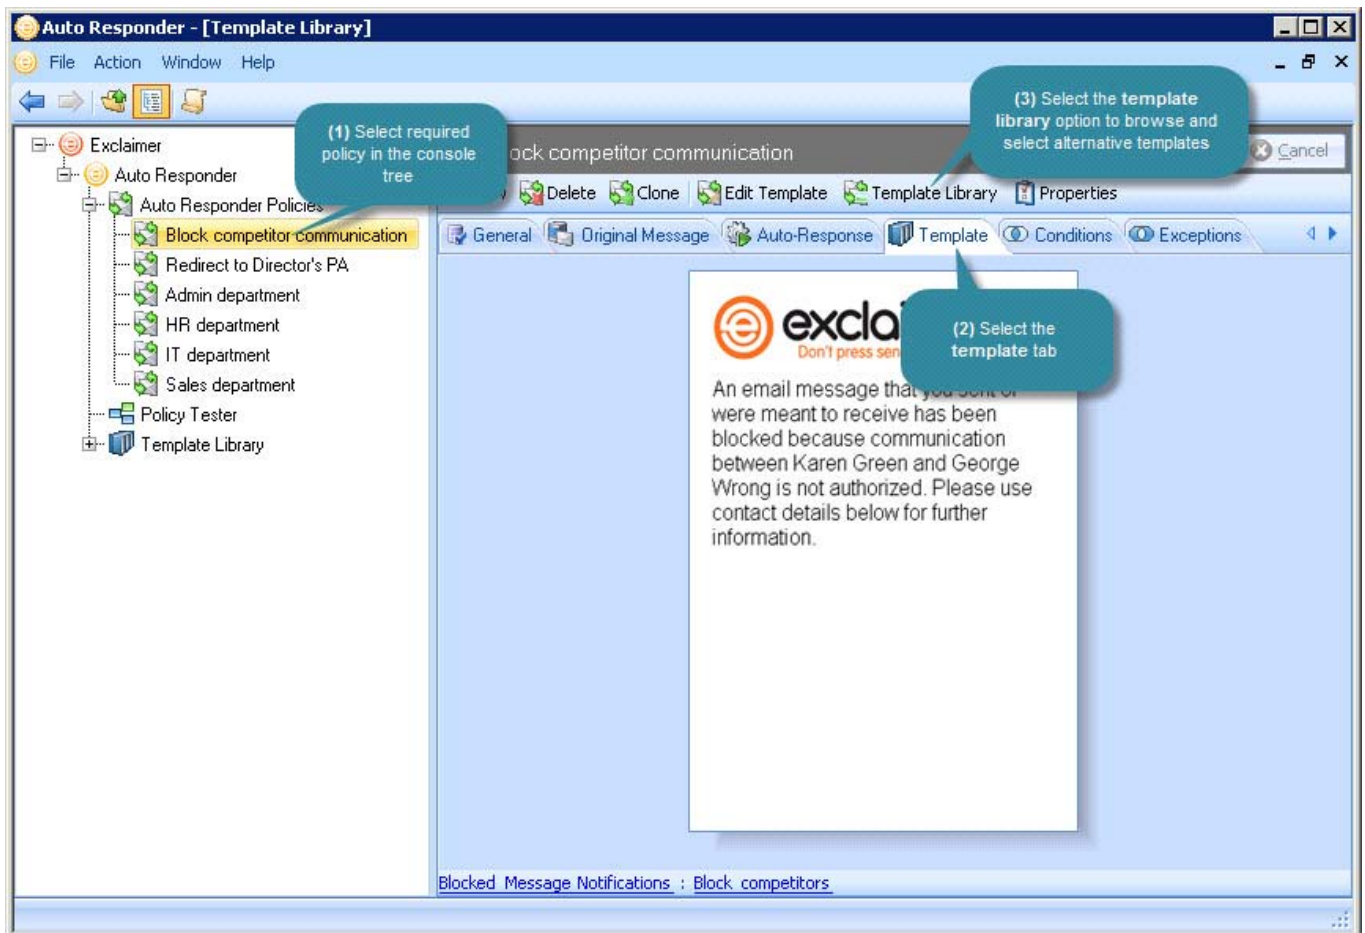 Auto Responder - [Template Library]
File Action Window Help
(1) Select required
policy in the console
tree
(3) Select the template
library option to browse and
select alternative templates
ock competitor communication
Cancel
Delete Clone Edit Template Template Library Properties
General Original Message Auto-Response Template Conditions Exceptions
Exclaimer
Auto Responder
Auto Responder Policies
Block competitor communication
Redirect to Director's PA
Admin department
HR department
IT department
Sales department
Policy Tester
Template Library
(2) Select the
template tab
exclai
Don't press sen
An email message that you sent or
were meant to receive has been
blocked because communication
between Karen Green and George
Wrong is not authorized. Please use
contact details below for further
information.
Blocked Message Notifications : Block competitors